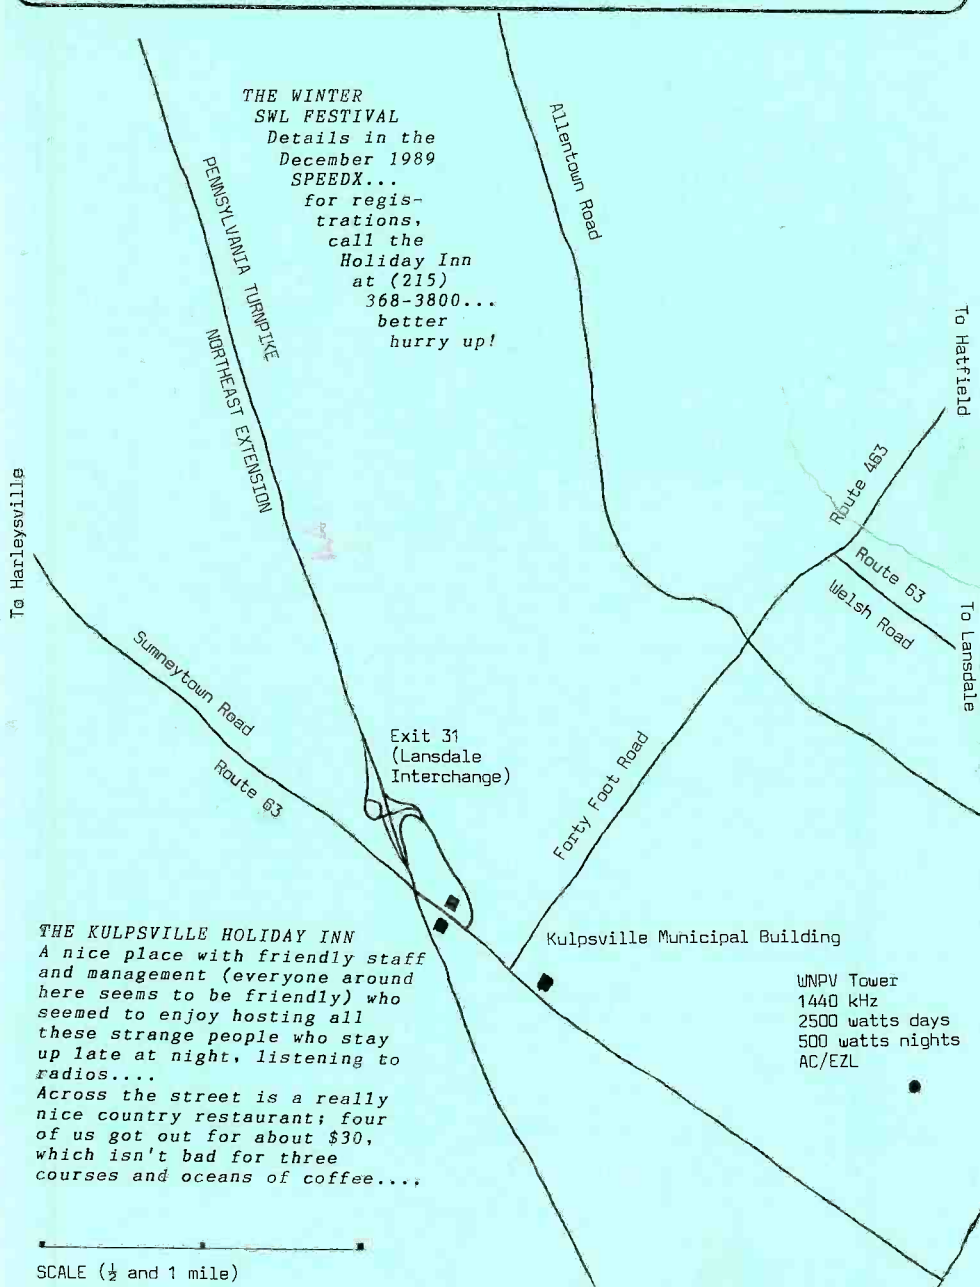 THE WINTER
SWL FESTIVAL
Details in the
December 1989
SPEEDX...
for regis-
trations,
call the
Holiday Inn
at (215)
368-3800...
better
hurry up!
Allentown Road
PENNSYLVANIA TURNPIKE
NORTHEAST EXTENSION
To Hatfield
Route 463
Route 63
Welsh Road
To Lansdale
To Harleysville
Sumneytown Road
Route 63
Exit 31
(Lansdale
Interchange)
Forty Foot Road
Kulpsville Municipal Building
THE KULPSVILLE HOLIDAY INN
A nice place with friendly staff
and management (everyone around
here seems to be friendly) who
seemed to enjoy hosting all
these strange people who stay
up late at night, listening to
radios....
Across the street is a really
nice country restaurant; four
of us got out for about $30,
which isn't bad for three
courses and oceans of coffee....
WNPV Tower
1440 kHz
2500 watts days
500 watts nights
AC/EZL
SCALE (½ and 1 mile)